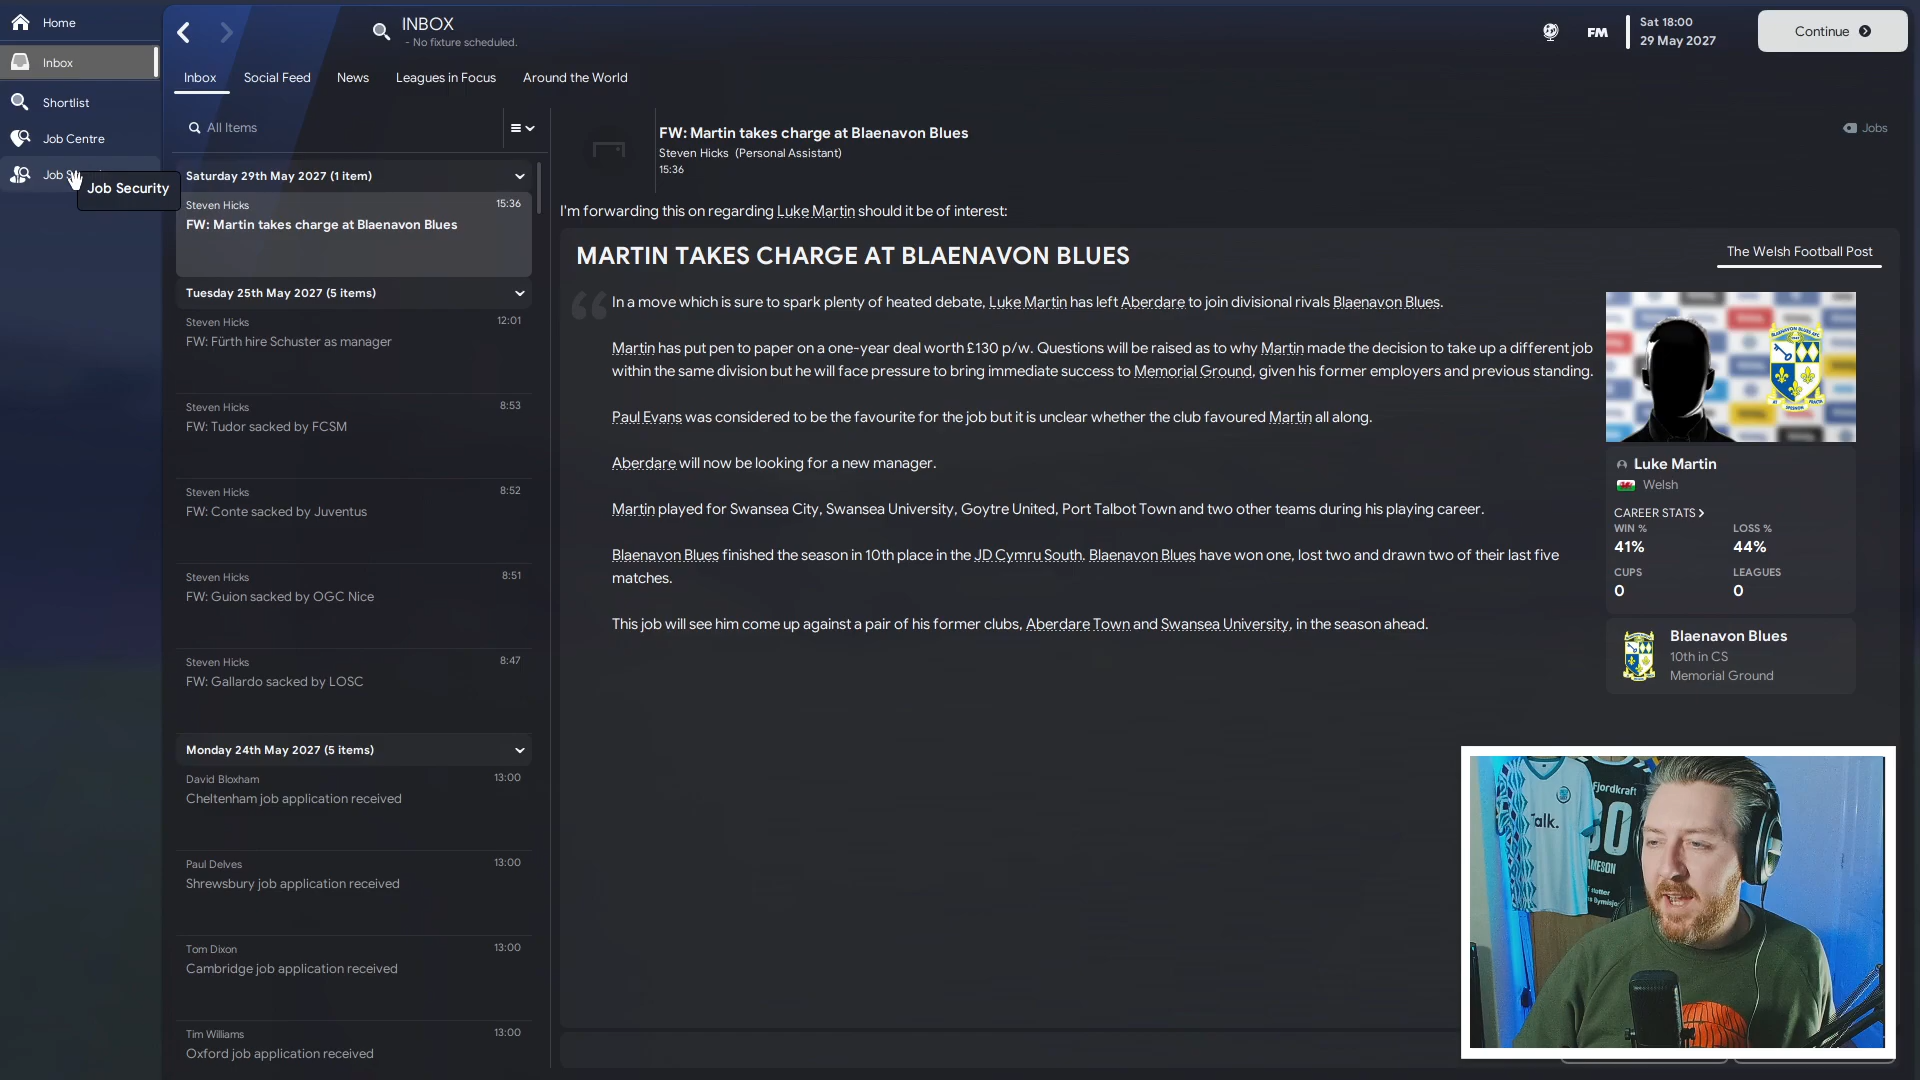 Home
Inbox
Shortlist
Job Centre
Job S
Job Security
INBOX
- No fixture scheduled.
FM
Sat 18:00
29 May 2027
Continue
Inbox
Social Feed
News
Leagues in Focus
Around the World
All Items
Saturday 29th May 2027 (1 item)
Steven Hicks
15:36
FW: Martin takes charge at Blaenavon Blues
Tuesday 25th May 2027 (5 items)
Steven Hicks
12:01
FW: Fürth hire Schuster as manager
Steven Hicks
8:53
FW: Tudor sacked by FCSM
Steven Hicks
8:52
FW: Conte sacked by Juventus
Steven Hicks
8:51
FW: Guion sacked by OGC Nice
Steven Hicks
8:47
FW: Gallardo sacked by LOSC
Monday 24th May 2027 (5 items)
David Bloxham
13:00
Cheltenham job application received
Paul Delves
13:00
Shrewsbury job application received
Tom Dixon
13:00
Cambridge job application received
Tim Williams
13:00
Oxford job application received
FW: Martin takes charge at Blaenavon Blues
Steven Hicks (Personal Assistant)
15:36
Jobs
I'm forwarding this on regarding Luke Martin should it be of interest:
MARTIN TAKES CHARGE AT BLAENAVON BLUES
The Welsh Football Post
In a move which is sure to spark plenty of heated debate, Luke Martin has left Aberdare to join divisional rivals Blaenavon Blues.
Martin has put pen to paper on a one-year deal worth £130 p/w. Questions will be raised as to why Martin made the decision to take up a different job
within the same division but he will face pressure to bring immediate success to Memorial Ground, given his former employers and previous standing.
Paul Evans was considered to be the favourite for the job but it is unclear whether the club favoured Martin all along.
Aberdare will now be looking for a new manager.
Martin played for Swansea City, Swansea University, Goytre United, Port Talbot Town and two other teams during his playing career.
Blaenavon Blues finished the season in 10th place in the JD Cymru South. Blaenavon Blues have won one, lost two and drawn two of their last five
matches.
This job will see him come up against a pair of his former clubs, Aberdare Town and Swansea University, in the season ahead.
Luke Martin
Welsh
CAREER STATS
WIN %
LOSS %
41%
44%
CUPS
LEAGUES
0
0
Blaenavon Blues
10th in CS
Memorial Ground
Talk.
Fjordkraft